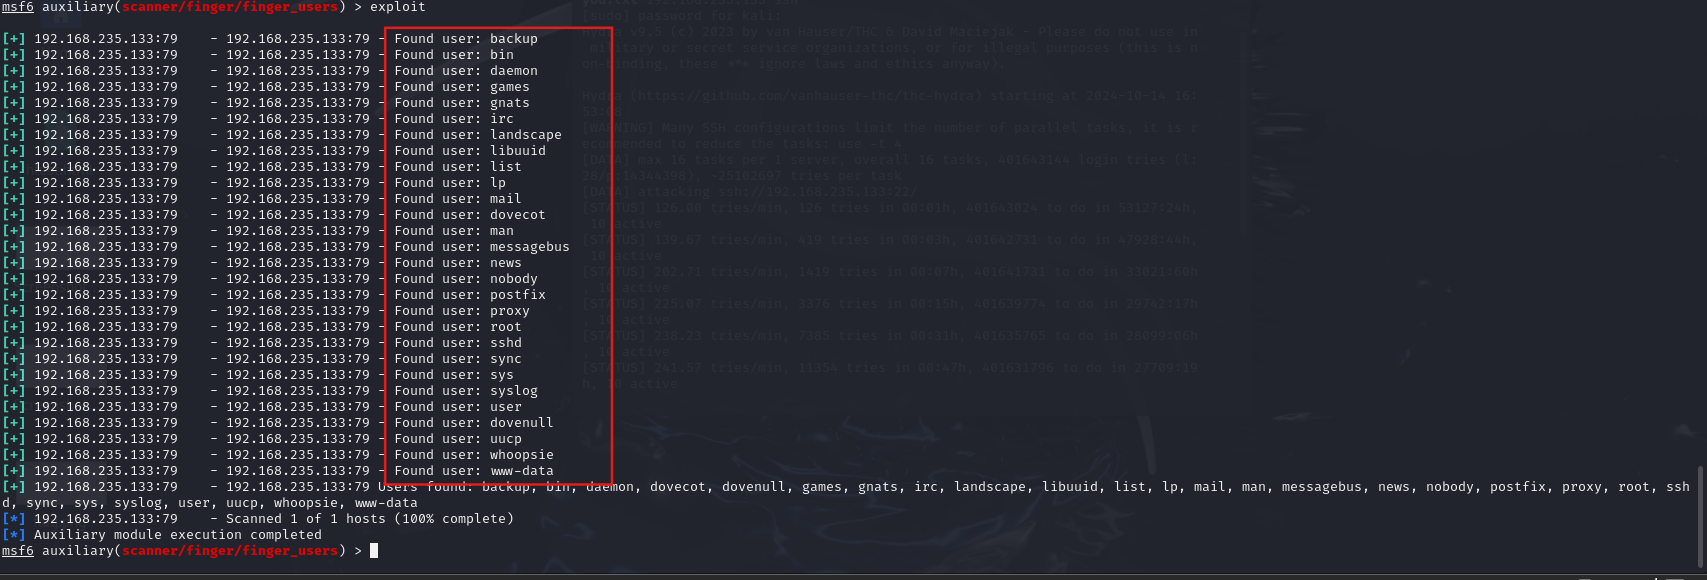 msf6 auxiliary(scanner/finger/finger_users) > exploit
[+] 192.168.235.133:79    - 192.168.235.133:79 - Found user: backup
[+] 192.168.235.133:79    - 192.168.235.133:79 - Found user: bin
[+] 192.168.235.133:79    - 192.168.235.133:79 - Found user: daemon
[+] 192.168.235.133:79    - 192.168.235.133:79 - Found user: games
[+] 192.168.235.133:79    - 192.168.235.133:79 - Found user: gnats
[+] 192.168.235.133:79    - 192.168.235.133:79 - Found user: irc
[+] 192.168.235.133:79    - 192.168.235.133:79 - Found user: landscape
[+] 192.168.235.133:79    - 192.168.235.133:79 - Found user: libuuid
[+] 192.168.235.133:79    - 192.168.235.133:79 - Found user: list
[+] 192.168.235.133:79    - 192.168.235.133:79 - Found user: lp
[+] 192.168.235.133:79    - 192.168.235.133:79 - Found user: mail
[+] 192.168.235.133:79    - 192.168.235.133:79 - Found user: dovecot
[+] 192.168.235.133:79    - 192.168.235.133:79 - Found user: man
[+] 192.168.235.133:79    - 192.168.235.133:79 - Found user: messagebus
[+] 192.168.235.133:79    - 192.168.235.133:79 - Found user: news
[+] 192.168.235.133:79    - 192.168.235.133:79 - Found user: nobody
[+] 192.168.235.133:79    - 192.168.235.133:79 - Found user: postfix
[+] 192.168.235.133:79    - 192.168.235.133:79 - Found user: proxy
[+] 192.168.235.133:79    - 192.168.235.133:79 - Found user: root
[+] 192.168.235.133:79    - 192.168.235.133:79 - Found user: sshd
[+] 192.168.235.133:79    - 192.168.235.133:79 - Found user: sync
[+] 192.168.235.133:79    - 192.168.235.133:79 - Found user: sys
[+] 192.168.235.133:79    - 192.168.235.133:79 - Found user: syslog
[+] 192.168.235.133:79    - 192.168.235.133:79 - Found user: user
[+] 192.168.235.133:79    - 192.168.235.133:79 - Found user: dovenull
[+] 192.168.235.133:79    - 192.168.235.133:79 - Found user: uucp
[+] 192.168.235.133:79    - 192.168.235.133:79 - Found user: whoopsie
[+] 192.168.235.133:79    - 192.168.235.133:79 - Found user: www-data
[+] 192.168.235.133:79    - 192.168.235.133:79 Users found: backup, bin, daemon, dovecot, dovenull, games, gnats, irc, landscape, libuuid, list, lp, mail, man, messagebus, news, nobody, postfix, proxy, root, ssh
d, sync, sys, syslog, user, uucp, whoopsie, www-data
[*] 192.168.235.133:79    - Scanned 1 of 1 hosts (100% complete)
[*] Auxiliary module execution completed
msf6 auxiliary(scanner/finger/finger_users) >